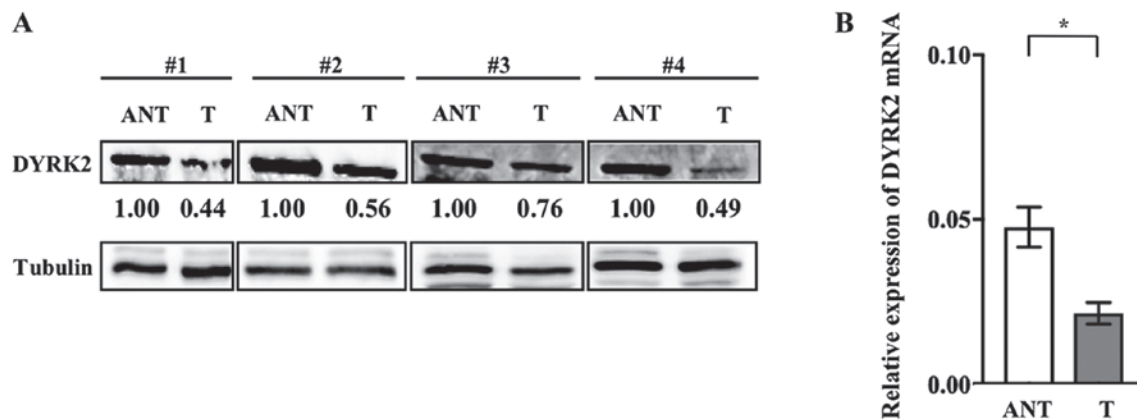 A
#1 #2 #3 #4
ANT T ANT T ANT T ANT T
DYRK2
1.00 0.44 1.00 0.56 1.00 0.76 1.00 0.49
Tubulin
B
Relative expression of DYRK2 mRNA
*
0.10
0.05
0.00
ANT T